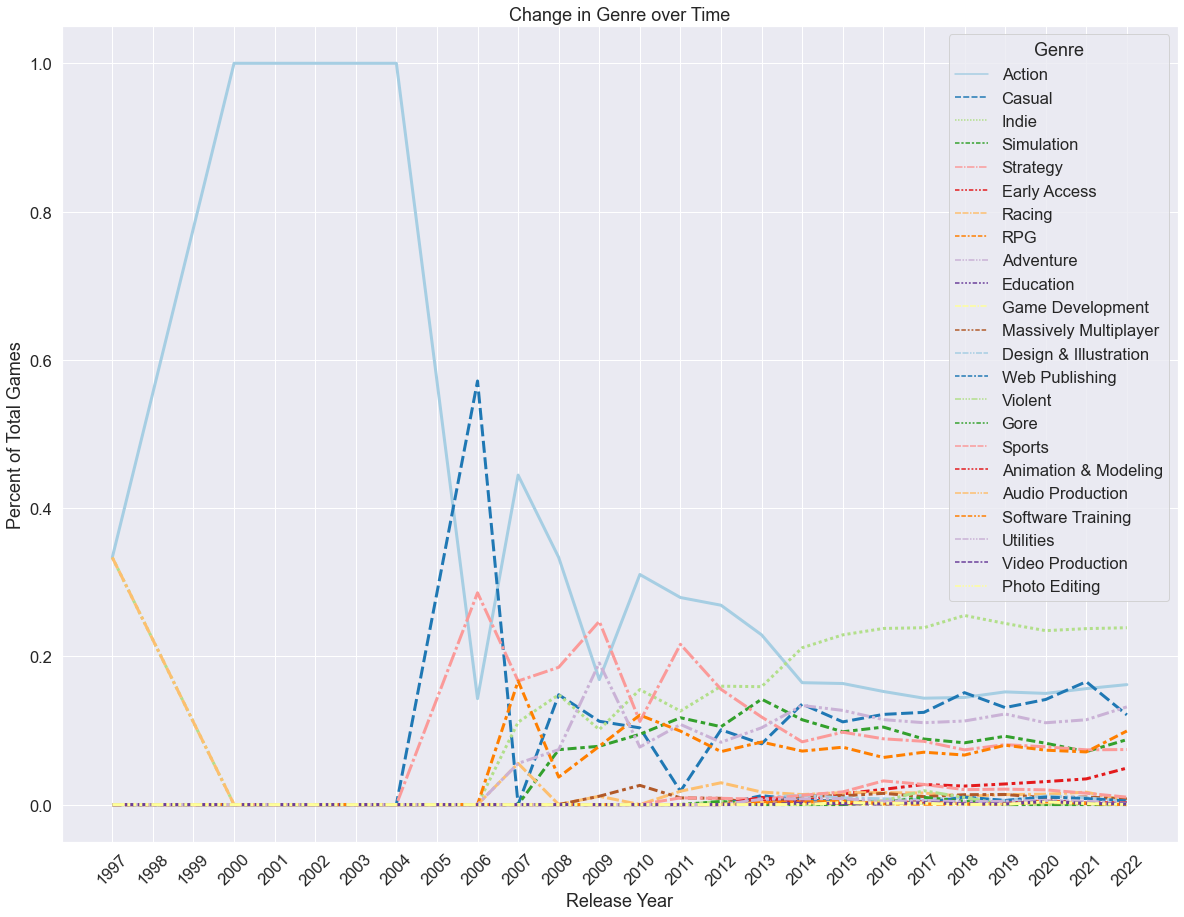 Change in Genre over Time
Percent of Total Games
1.0
0.8
0.6
0.4
0.2
0.0
Genre
Action
Casual
Indie
Simulation
Strategy
Early Access
Racing
RPG
Adventure
Education
Game Development
Massively Multiplayer
Design & Illustration
Web Publishing
Violent
Gore
Sports
Animation & Modeling
Audio Production
Software Training
Utilities
Video Production
Photo Editing
1997 1998 1999 2000 2001 2002 2003 2004 2005 2006 2007 2008 2009 2010 2011 2012 2013 2014 2015 2016 2017 2018 2019 2020 2021 2022
Release Year